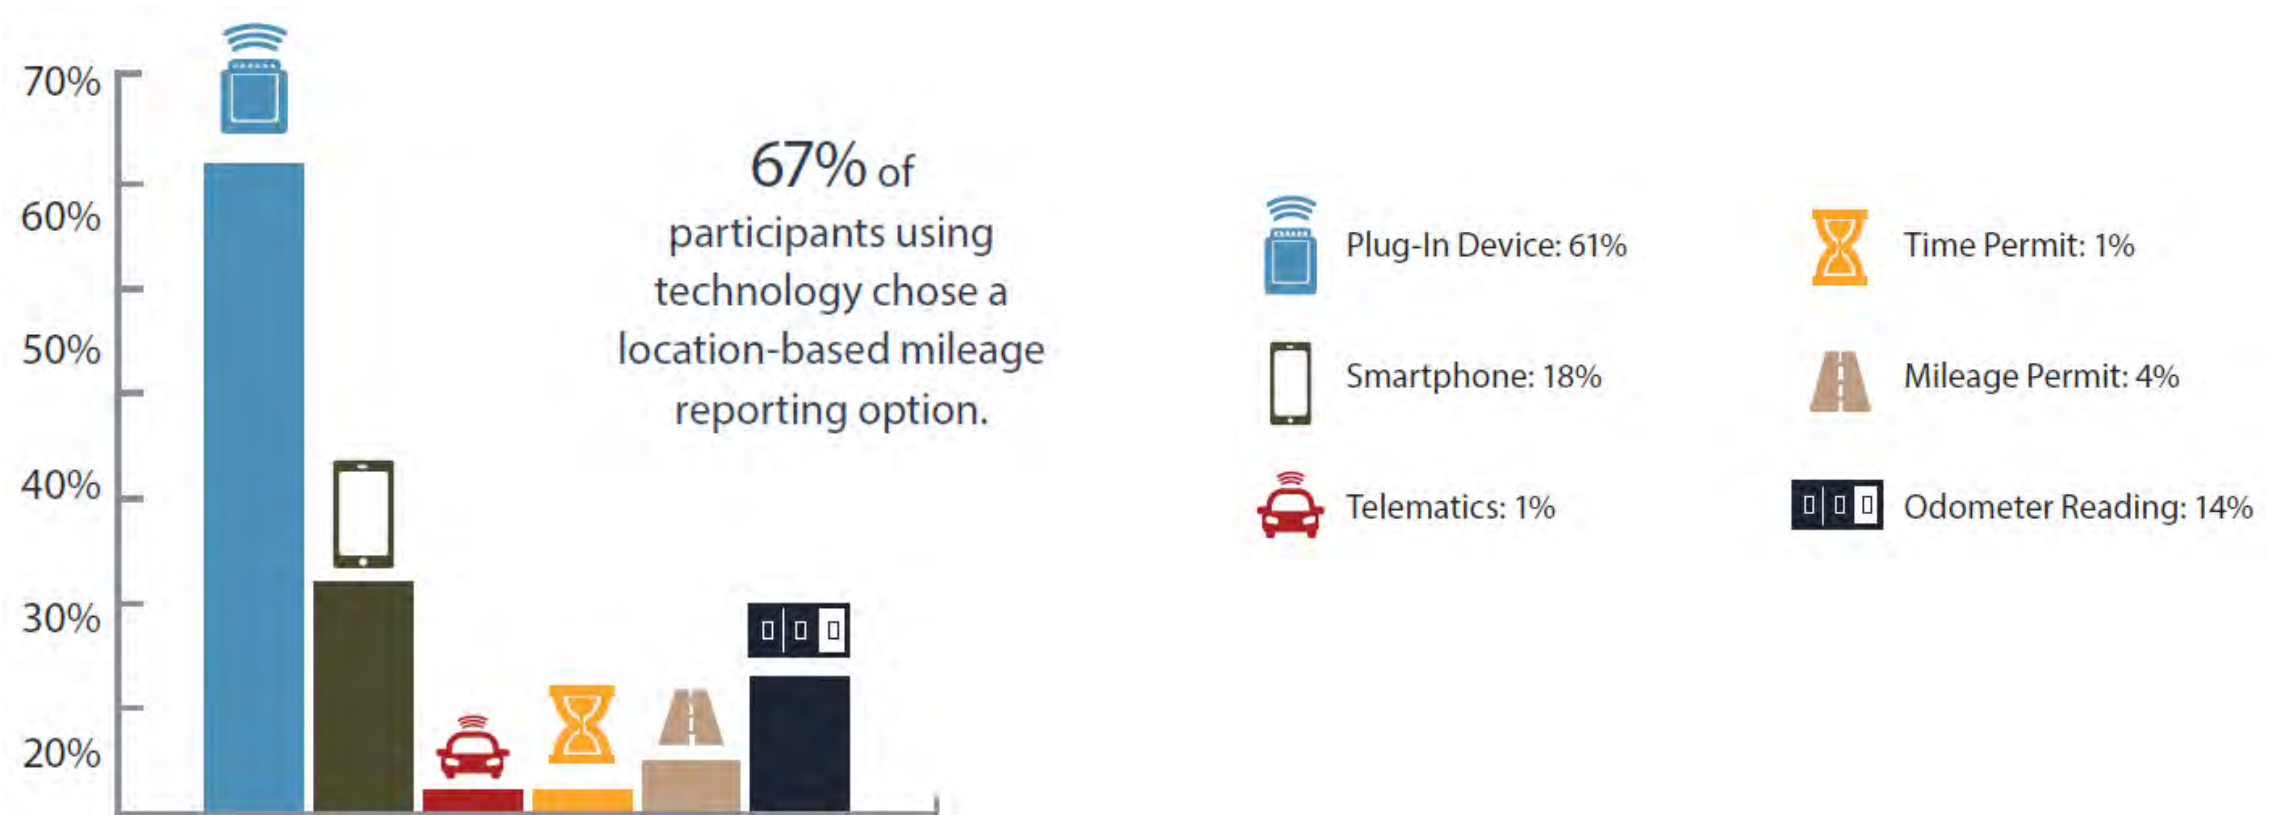 70%
60%
50%
40%
30%
20%
67% of
participants using
technology chose a
location-based mileage
reporting option.
Plug-In Device: 61%
Time Permit: 1%
Smartphone: 18%
Mileage Permit: 4%
Telematics: 1%
Odometer Reading: 14%